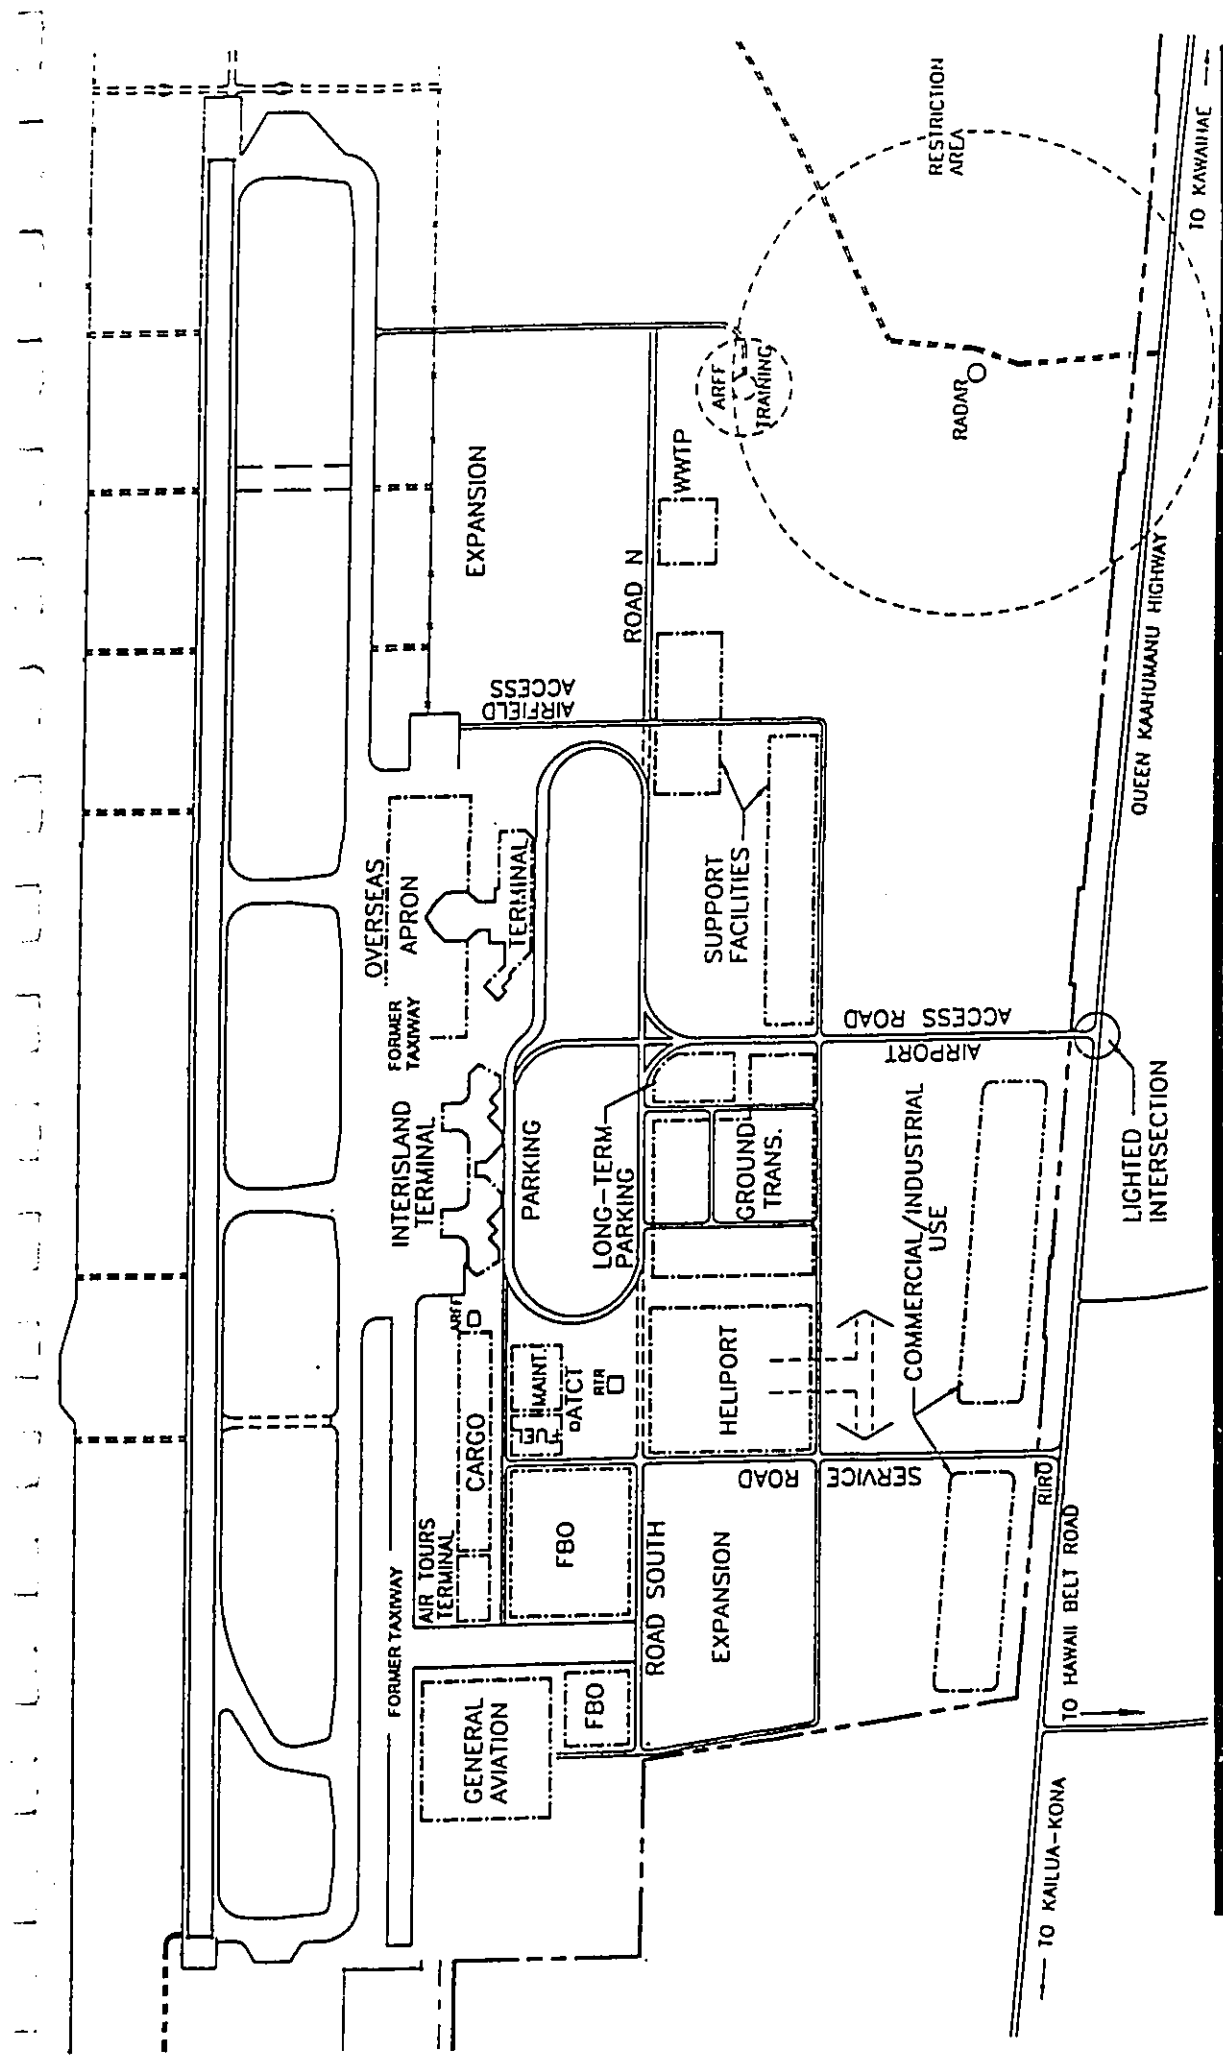 RESTRICTION
AREA
TO KAWAIHAE
RADAR
ARFF
TRAINING
WWTP
EXPANSION
ROAD N
AIRFIELD
ACCESS
QUEEN KAAHUMANU HIGHWAY
OVERSEAS
APRON
TERMINAL
SUPPORT
FACILITIES
FORMER
TAXIWAY
AIRPORT
ACCESS ROAD
INTERISLAND
TERMINAL
PARKING
LONG-TERM
PARKING
GROUND
TRANS.
COMMERCIAL/INDUSTRIAL
USE
LIGHTED
INTERSECTION
ARFF
CARGO
MAINT.
FUEL
ATCT
RTR
HELIPORT
SERVICE
ROAD
RIRO
AIR TOURS
TERMINAL
FBO
ROAD SOUTH
EXPANSION
TO HAWAII BELT ROAD
FORMER TAXIWAY
GENERAL
AVIATION
FBO
TO KAILUA-KONA